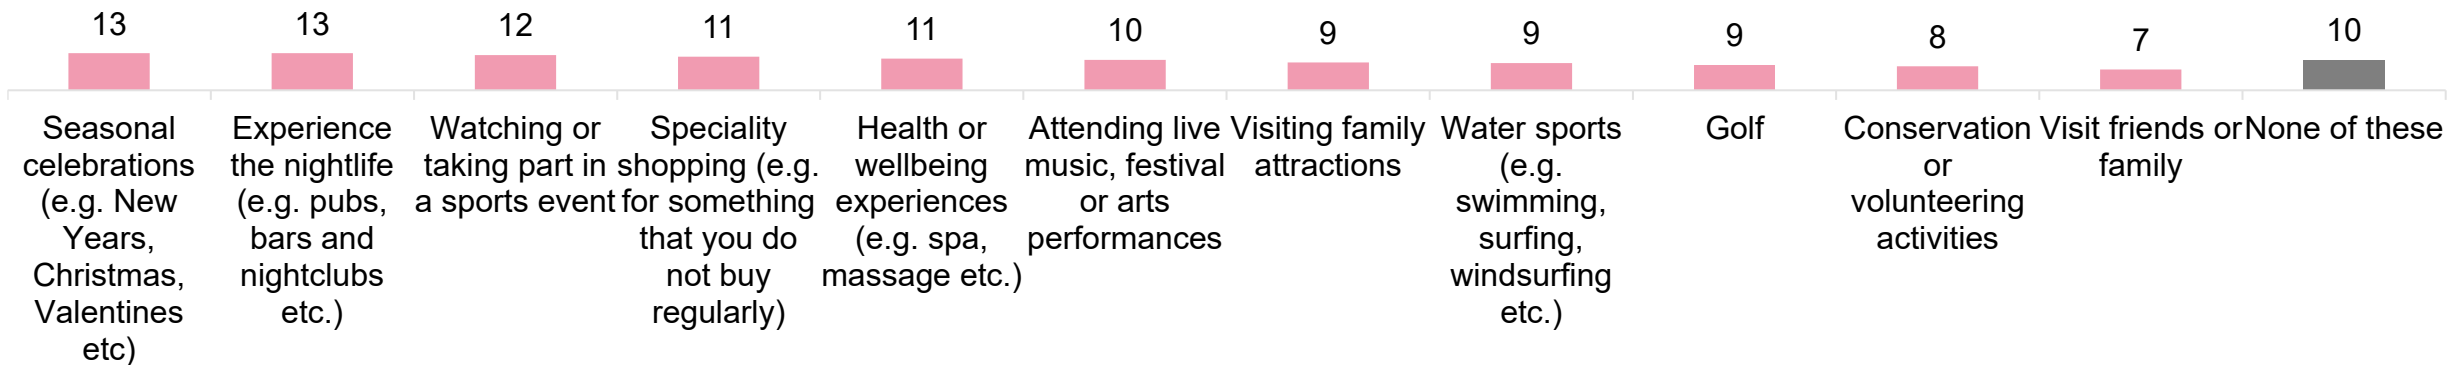 13
13
12
11
11
10
9
9
9
8
7
10
Seasonal
celebrations
(e.g. New
Years,
Christmas,
Valentines
etc)
Experience
the nightlife
(e.g. pubs,
bars and
nightclubs
etc.)
Watching or
taking part in
a sports event
Speciality
shopping (e.g.
for something
that you do
not buy
regularly)
Health or
wellbeing
experiences
(e.g. spa,
massage etc.)
Attending live
music, festival
or arts
performances
Visiting family
attractions
Water sports
(e.g.
swimming,
surfing,
windsurfing
etc.)
Golf
Conservation
or
volunteering
activities
Visit friends or
family
None of these